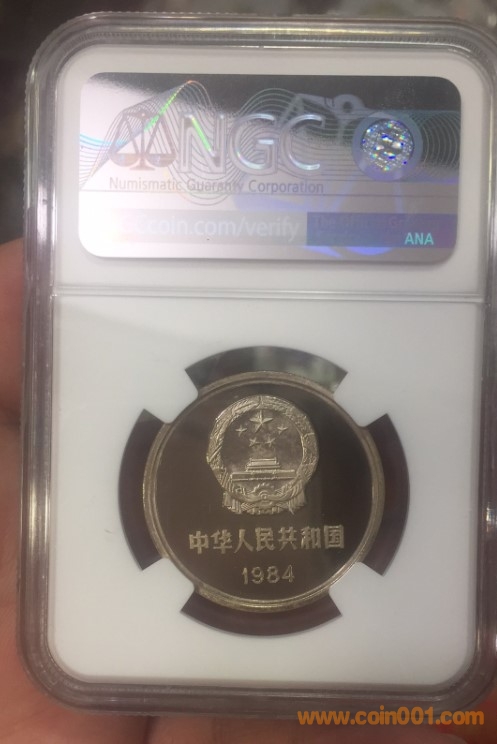 NGC
Numismatic Guaranty Corporation
coin.com/verify
ANA
中华人民共和国
1984
www.coin001.com